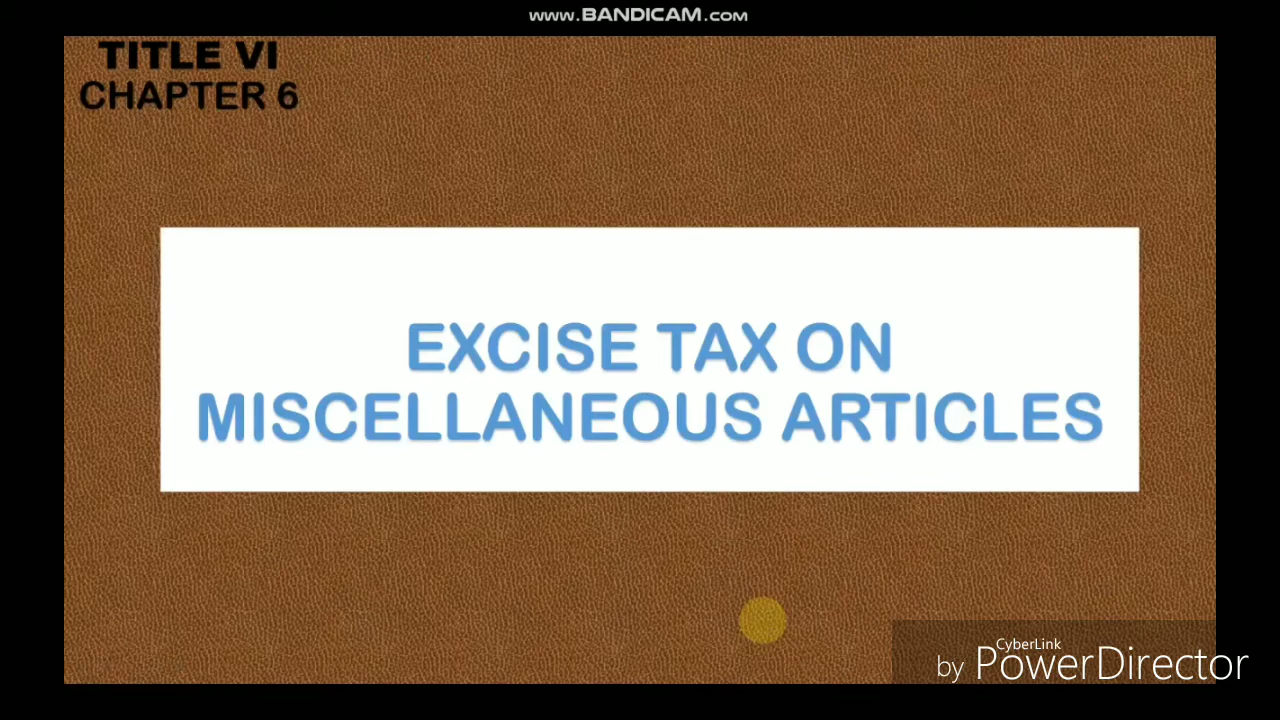 www.BANDICAM.com
TITLE VI
CHAPTER 6
EXCISE TAX ON
MISCELLANEOUS ARTICLES
CyberLink
by PowerDirector